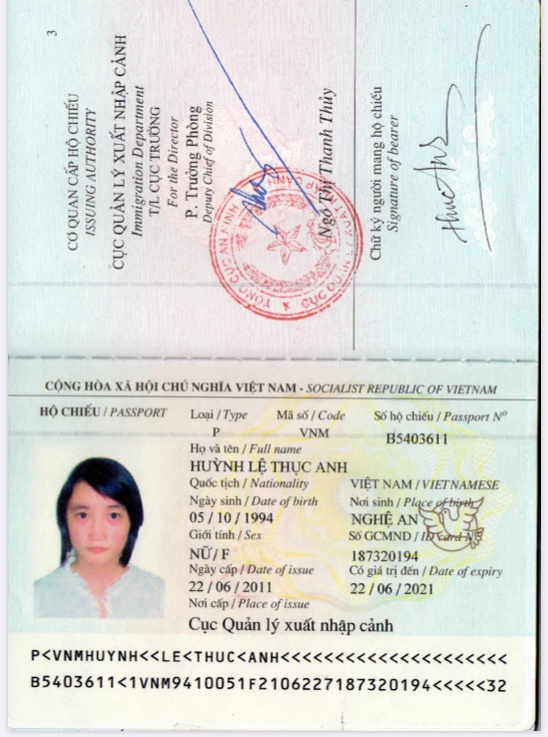 3
CƠ QUAN CẤP HỘ CHIẾU
ISSUING AUTHORITY
CỤC QUẢN LÝ XUẤT NHẬP CẢNH
Immigration Department
T/L CỤC TRƯỞNG
For the Director
P. Trưởng Phòng
Deputy Chief of Division
Ngô Thị Thanh Thủy
Chữ ký người mang hộ chiếu
Signature of bearer
Thuc Anh
CỘNG HÒA XÃ HỘI CHỦ NGHĨA VIỆT NAM - SOCIALIST REPUBLIC OF VIETNAM
HỘ CHIẾU / PASSPORT Loại / Type Mã số / Code Số hộ chiếu / Passport Nº
P VNM B5403611
Họ và tên / Full name
HUỲNH LỆ THỤC ANH
Quốc tịch / Nationality VIỆT NAM / VIETNAMESE
Ngày sinh / Date of birth Nơi sinh / Place of birth
05 / 10 / 1994 NGHỆ AN
Giới tính / Sex Số GCMND / ID card Nº
NỮ / F 187320194
Ngày cấp / Date of issue Có giá trị đến / Date of expiry
22 / 06 / 2011 22 / 06 / 2021
Nơi cấp / Place of issue
Cục Quản lý xuất nhập cảnh
P<VNMHUYNH<<LE<THUC<ANH<<<<<<<<<<<<<<<<<<<<<
B5403611<1VNM9410051F2106227187320194<<<<<32